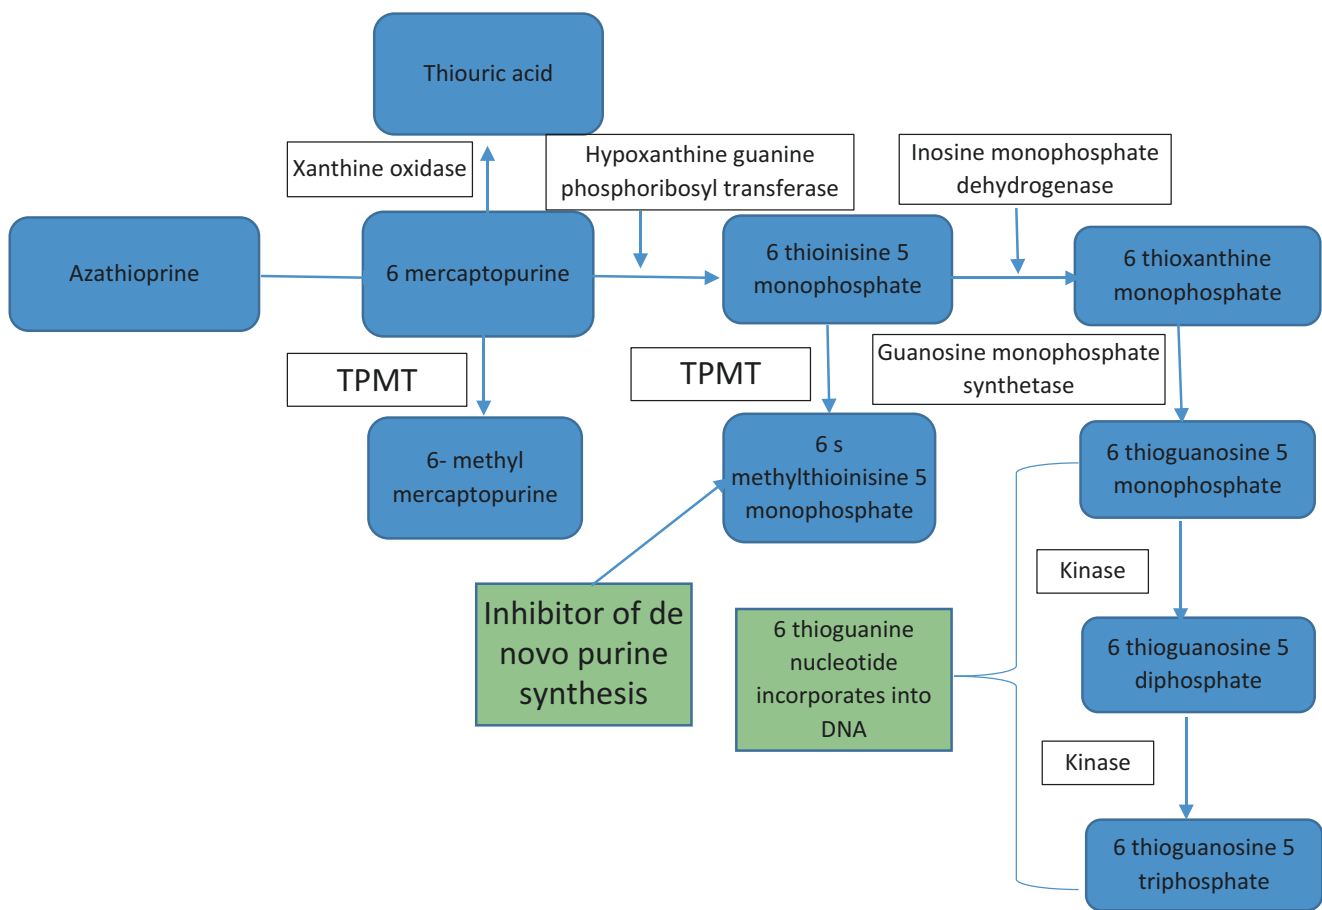 Thiouric acid
Xanthine oxidase
Hypoxanthine guanine
phosphoribosyl transferase
Inosine monophosphate
dehydrogenase
Azathioprine
6 mercaptopurine
6 thioinisine 5
monophosphate
6 thioxanthine
monophosphate
TPMT
TPMT
Guanosine monophosphate
synthetase
6- methyl
mercaptopurine
6 s
methylthioinisine 5
monophosphate
6 thioguanosine 5
monophosphate
Kinase
Inhibitor of de
novo purine
synthesis
6 thioguanine
nucleotide
incorporates into
DNA
6 thioguanosine 5
diphosphate
Kinase
6 thioguanosine 5
triphosphate